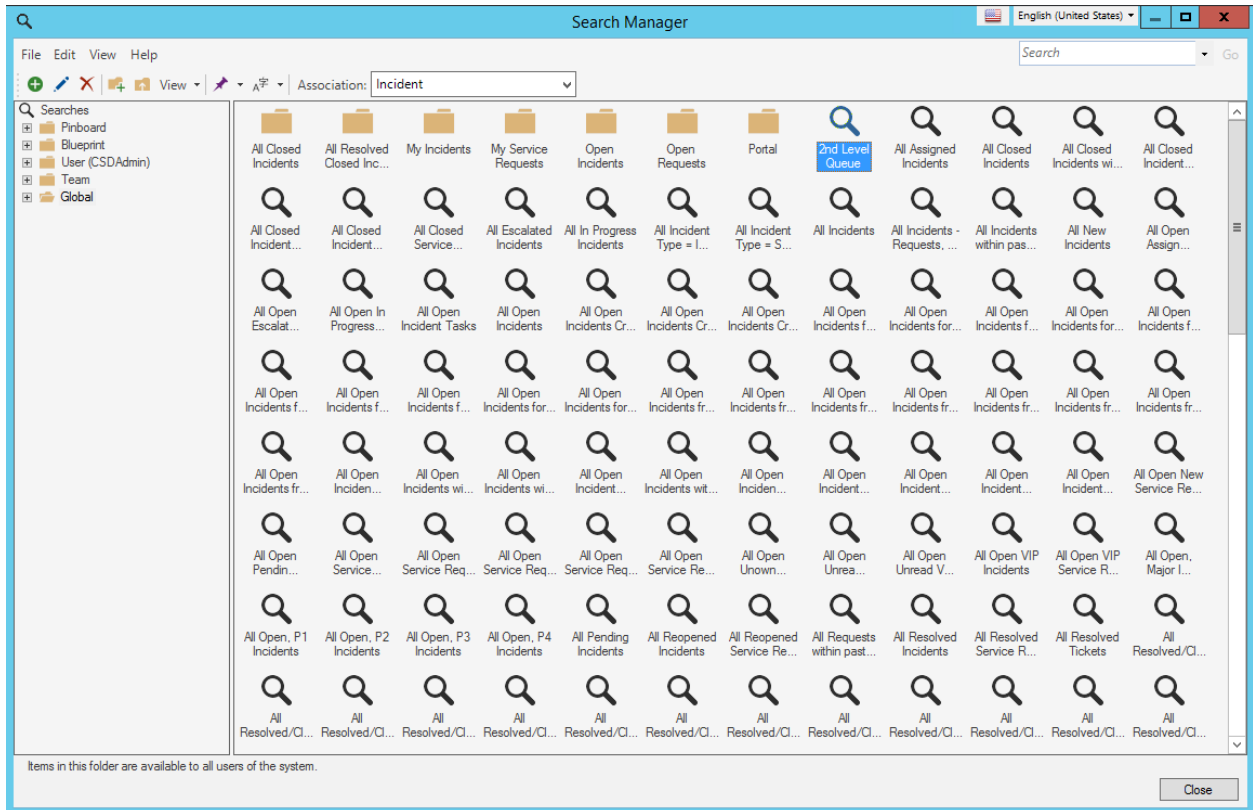 Search Manager
English (United States)
File Edit View Help
Search
Go
View
A字
Association: Incident
Searches
Pinboard
Blueprint
User (CSDAdmin)
Team
Global
All Closed Incidents
All Resolved Closed Inc...
My Incidents
My Service Requests
Open Incidents
Open Requests
Portal
2nd Level Queue
All Assigned Incidents
All Closed Incidents
All Closed Incidents wi...
All Closed Incident...
All Closed Incident...
All Closed Incident...
All Closed Service...
All Escalated Incidents
All In Progress Incidents
All Incident Type = I...
All Incident Type = S...
All Incidents
All Incidents - Requests, ...
All Incidents within pas...
All New Incidents
All Open Assign...
All Open Escalat...
All Open In Progress...
All Open Incident Tasks
All Open Incidents
All Open Incidents Cr...
All Open Incidents Cr...
All Open Incidents Cr...
All Open Incidents f...
All Open Incidents for...
All Open Incidents f...
All Open Incidents for...
All Open Incidents f...
All Open Incidents f...
All Open Incidents f...
All Open Incidents f...
All Open Incidents for...
All Open Incidents for...
All Open Incidents fr...
All Open Incidents fr...
All Open Incidents fr...
All Open Incidents fr...
All Open Incidents fr...
All Open Incidents fr...
All Open Incidents fr...
All Open Incidents fr...
All Open Inciden...
All Open Incidents wi...
All Open Incidents wi...
All Open Incident...
All Open Incidents wit...
All Open Inciden...
All Open Incident...
All Open Incident...
All Open Incident...
All Open Incident...
All Open New Service Re...
All Open Pendin...
All Open Service...
All Open Service Req...
All Open Service Req...
All Open Service Req...
All Open Service Re...
All Open Unown...
All Open Unrea...
All Open Unread V...
All Open VIP Incidents
All Open VIP Service R...
All Open, Major I...
All Open, P1 Incidents
All Open, P2 Incidents
All Open, P3 Incidents
All Open, P4 Incidents
All Pending Incidents
All Reopened Incidents
All Reopened Service Re...
All Requests within past...
All Resolved Incidents
All Resolved Service R...
All Resolved Tickets
All Resolved/Cl...
All Resolved/Cl...
All Resolved/Cl...
All Resolved/Cl...
All Resolved/Cl...
All Resolved/Cl...
All Resolved/Cl...
All Resolved/Cl...
All Resolved/Cl...
All Resolved/Cl...
All Resolved/Cl...
All Resolved/Cl...
All Resolved/Cl...
Items in this folder are available to all users of the system.
Close